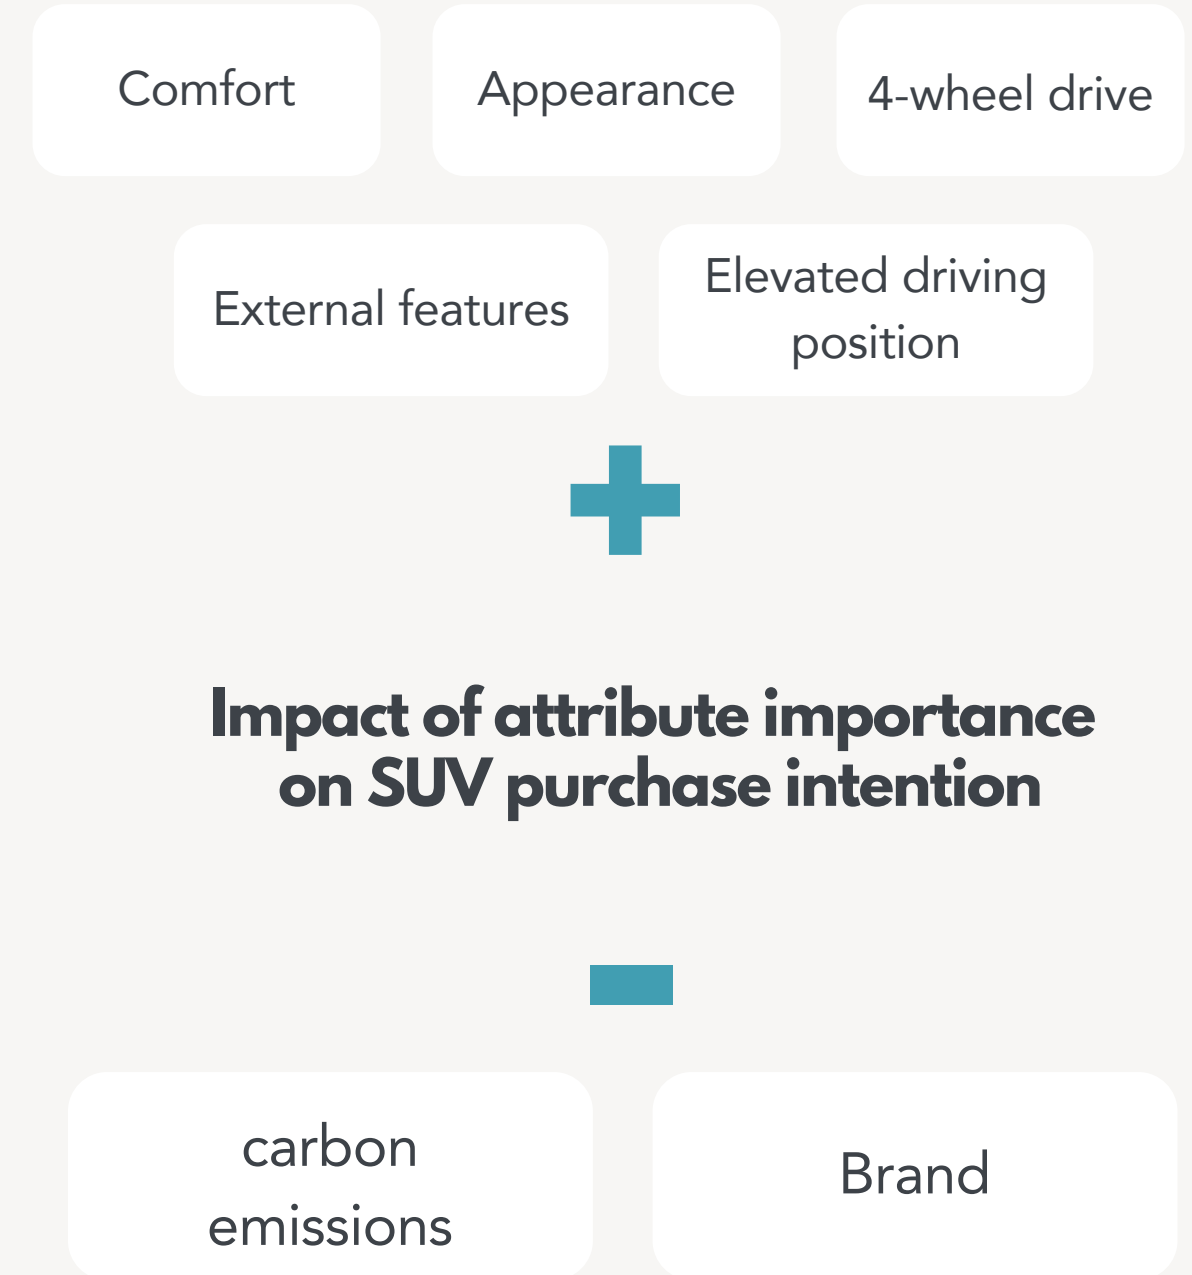 Comfort
Appearance
4-wheel drive
External features
Elevated driving
position
Impact of attribute importance
on SUV purchase intention
carbon
emissions
Brand